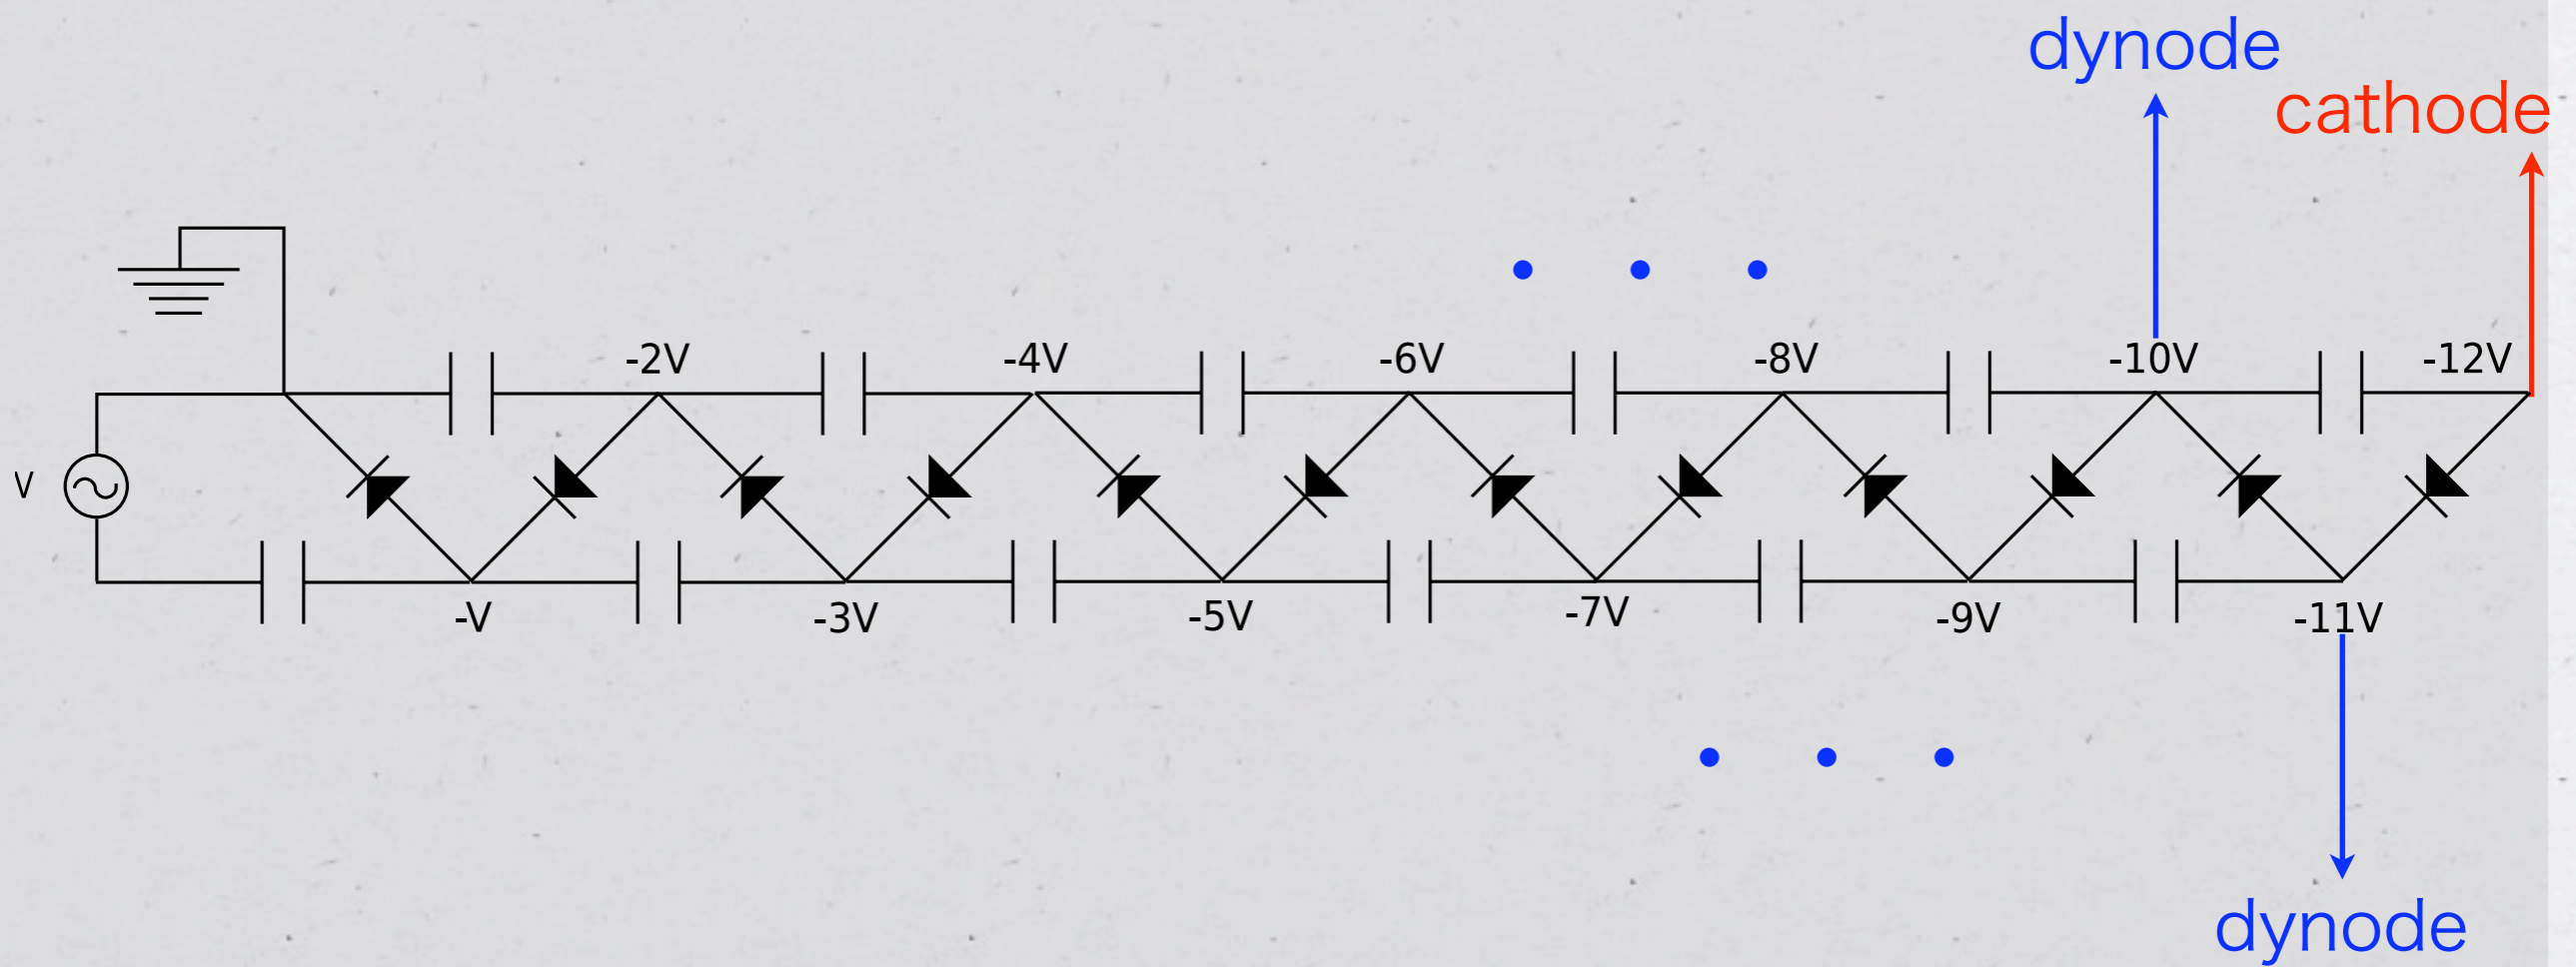 dynode
cathode
-2V
-4V
-6V
-8V
-10V
-12V
V
-V
-3V
-5V
-7V
-9V
-11V
dynode